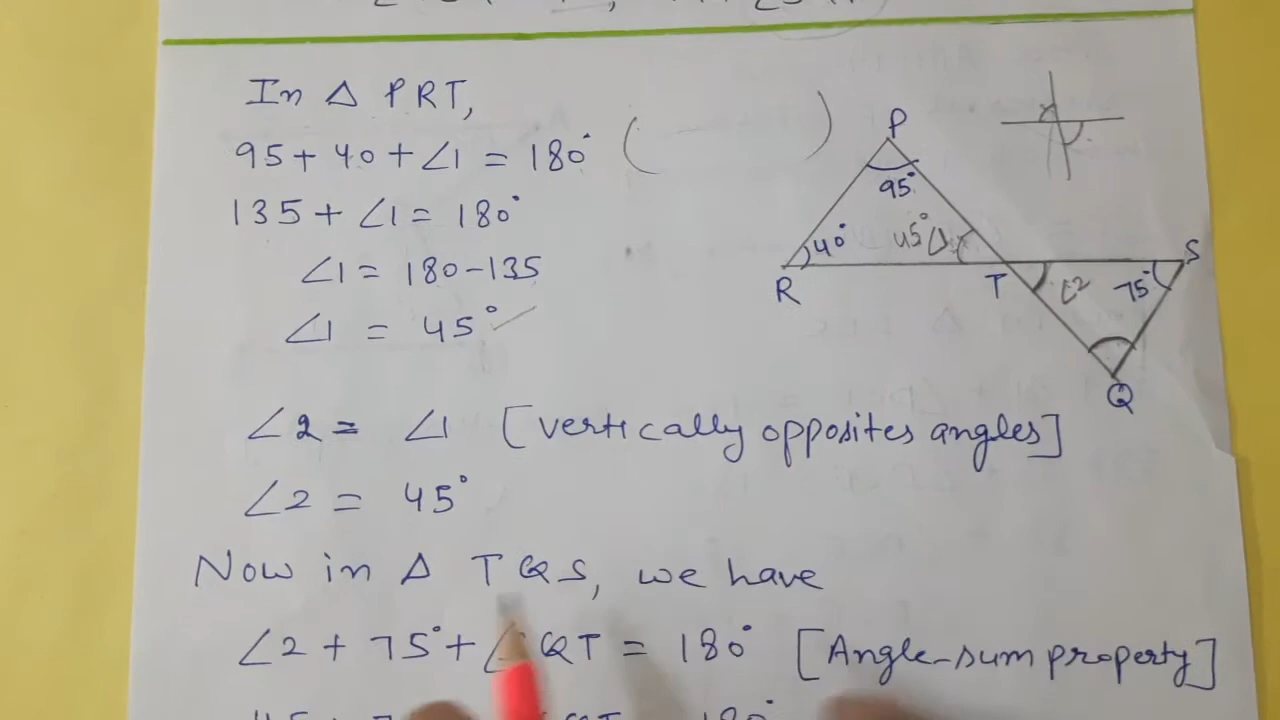 In △ PRT,
95 + 40 + ∠1 = 180° ( )
135 + ∠1 = 180°
∠1 = 180 - 135
∠1 = 45°
∠2 = ∠1 [vertically opposites angles]
∠2 = 45°
Now in △ TQS, we have
∠2 + 75° + ∠ QT = 180° [Angle-sum property]
P
95°
40°
45°
∠1
S
R
T
∠2
75°
Q